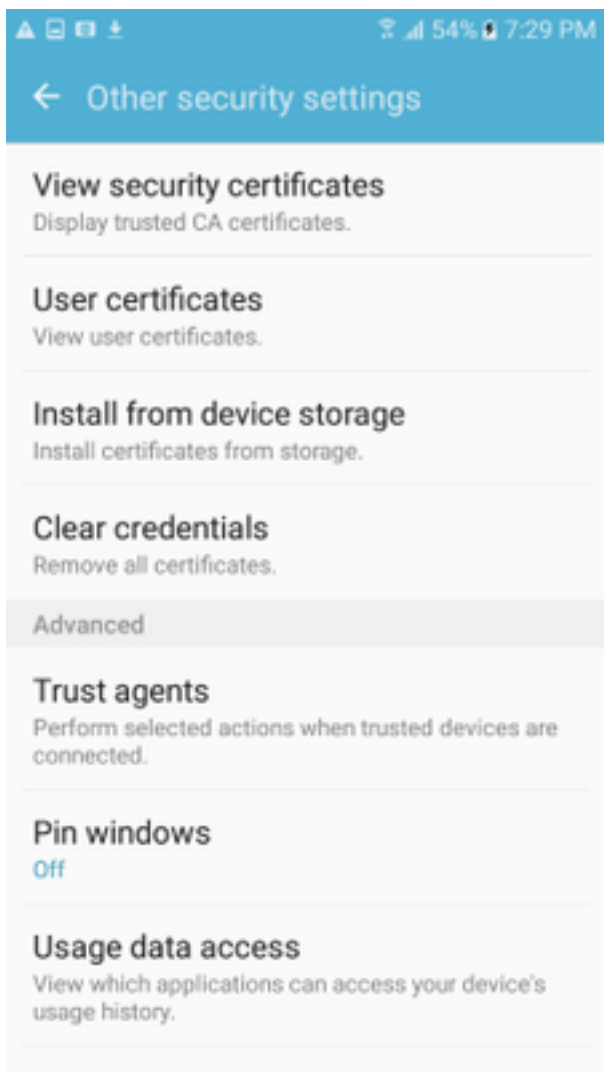 54% 7:29 PM
Other security settings
View security certificates
Display trusted CA certificates.
User certificates
View user certificates.
Install from device storage
Install certificates from storage.
Clear credentials
Remove all certificates.
Advanced
Trust agents
Perform selected actions when trusted devices are
connected.
Pin windows
Off
Usage data access
View which applications can access your device's
usage history.